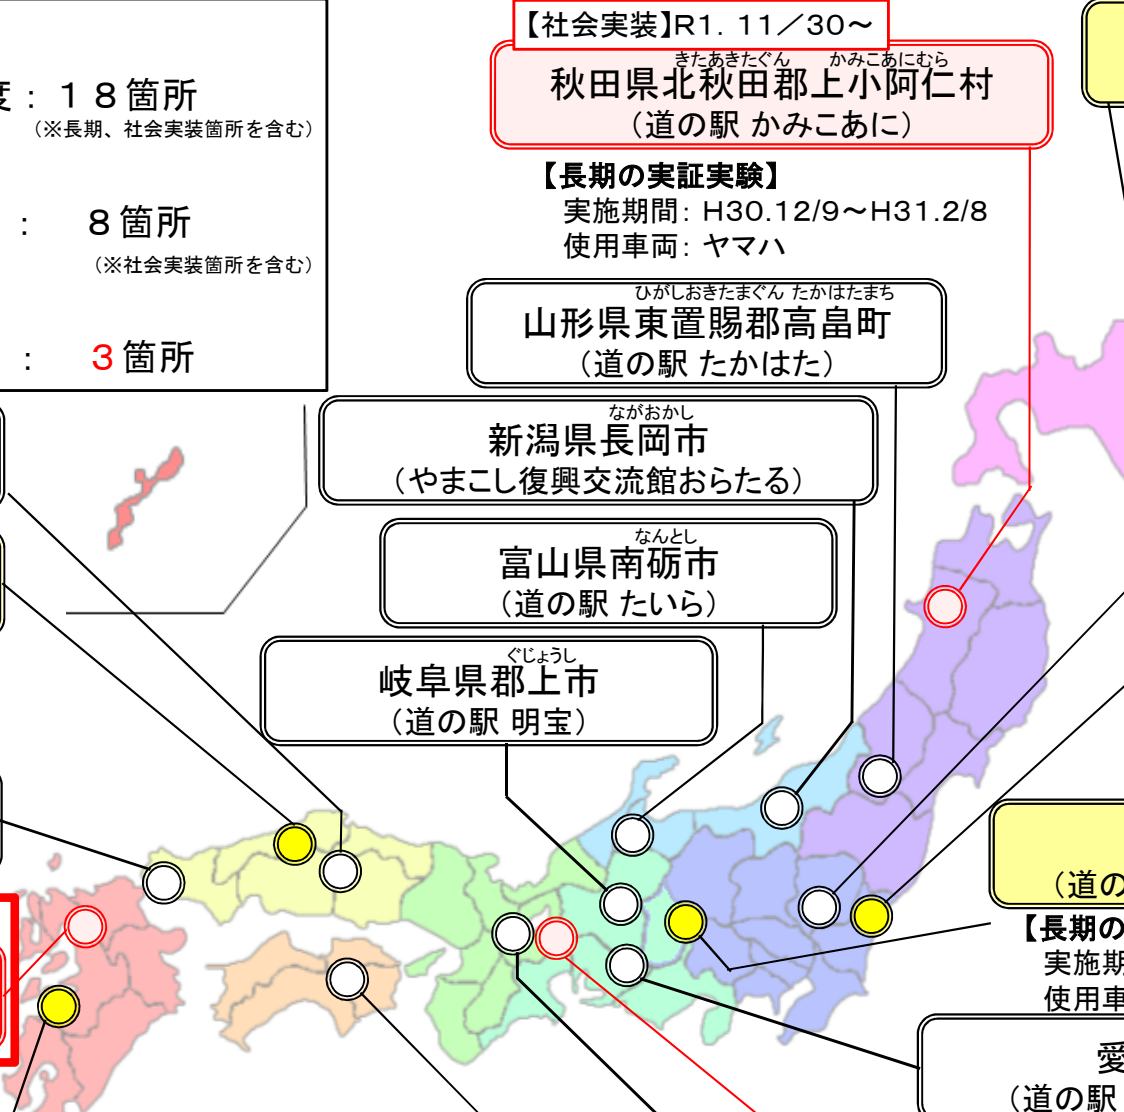 度：１８箇所
（※長期、社会実装箇所を含む）
：　８箇所
（※社会実装箇所を含む）
：　３箇所
【社会実装】R1. 11／30～
きたあきたぐん　かみこあにむら
秋田県北秋田郡上小阿仁村
（道の駅 かみこあに）
【長期の実証実験】
実施期間： H30.12/9～H31.2/8
使用車両： ヤマハ
ひがしおきたまぐん たかはたまち
山形県東置賜郡高畠町
（道の駅 たかはた）
ながおかし
新潟県長岡市
（やまこし復興交流館おらたる）
なんとし
富山県南砺市
（道の駅 たいら）
ぐじょうし
岐阜県郡上市
（道の駅 明宝）
（道の
【長期の
実施期
使用車
愛
（道の駅